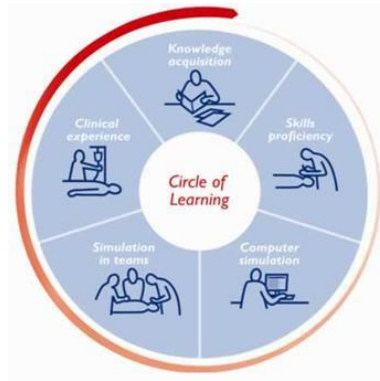 Knowledge
acquisition
Skills
proficiency
Computer
simulation
Simulation
in teams
Clinical
experience
Circle of
Learning